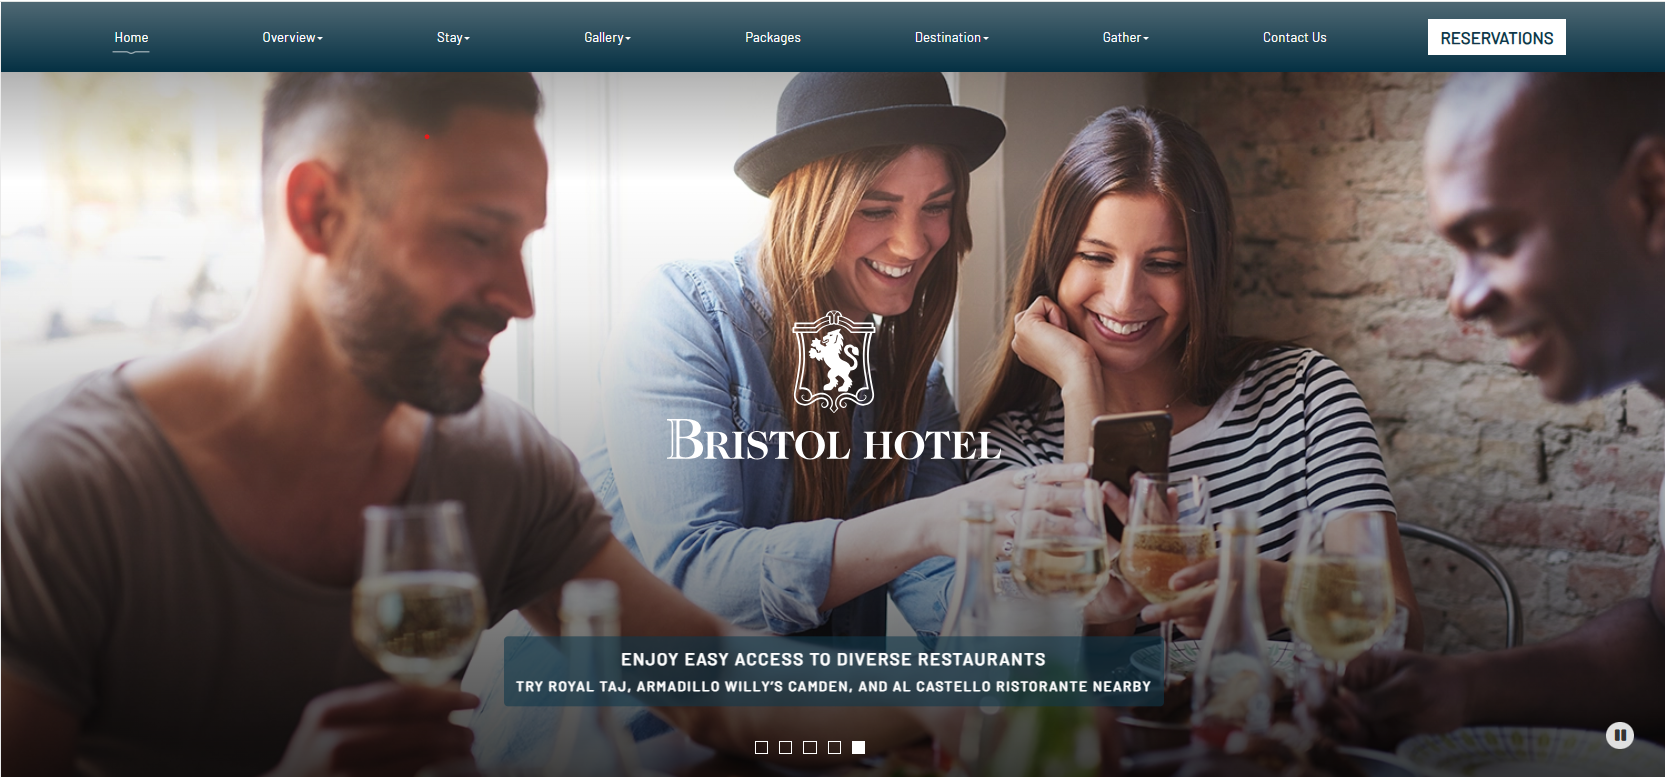 Home
Overview
Stay
Gallery
Packages
Destination
Gather
Contact Us
RESERVATIONS
BRISTOL HOTEL
ENJOY EASY ACCESS TO DIVERSE RESTAURANTS
TRY ROYAL TAJ, ARMADILLO WILLY'S CAMDEN, AND AL CASTELLO RISTORANTE NEARBY